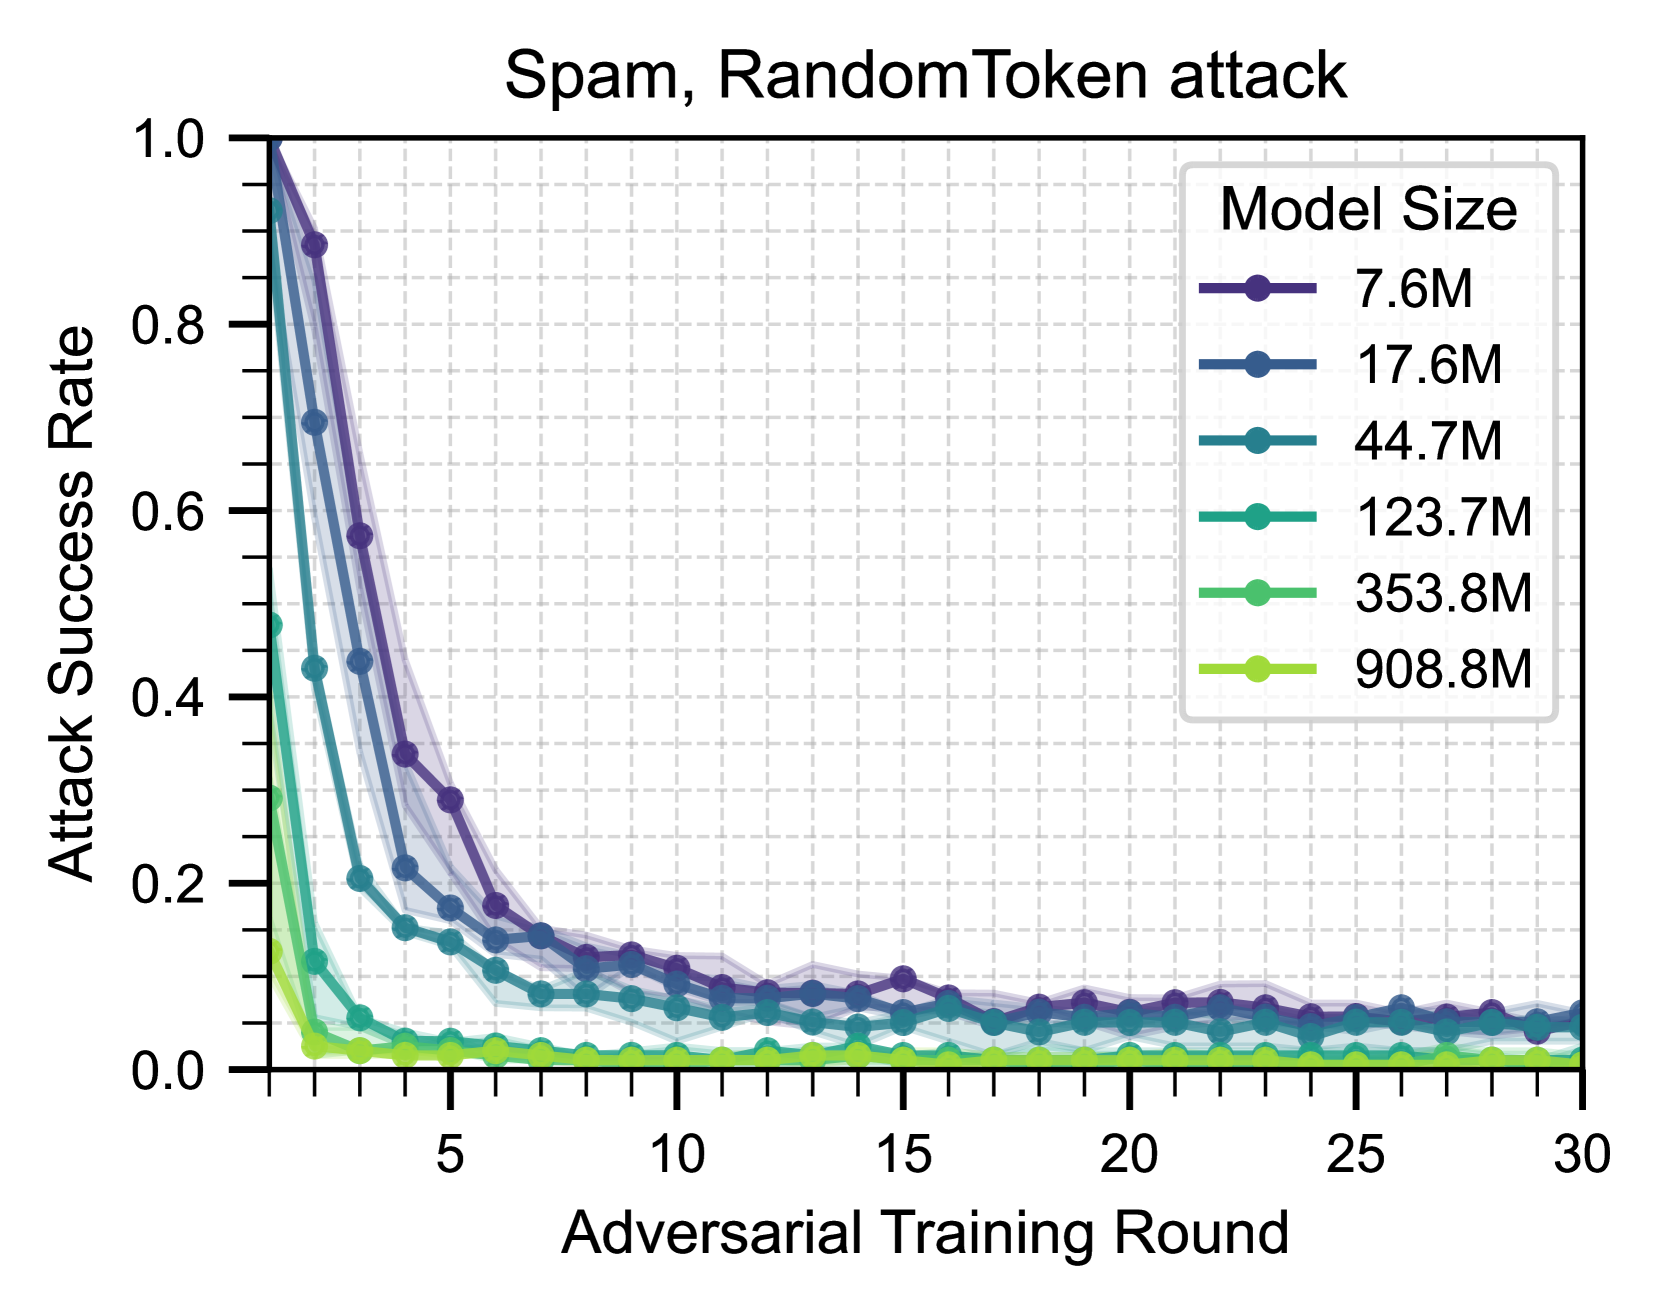 Spam, RandomToken attack
1.0
0.8
0.6
0.4
0.2
0.0
Attack Success Rate
Model Size
7.6M
17.6M
44.7M
123.7M
353.8M
908.8M
5 10 15 20 25 30
Adversarial Training Round